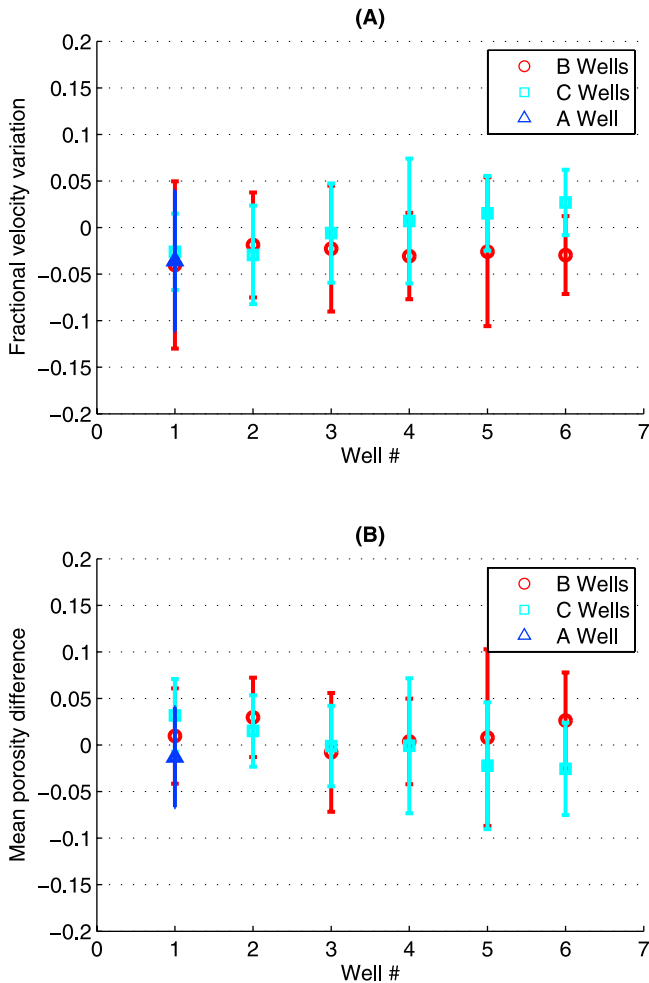 (A)
0.2
0.15
0.1
0.05
0
−0.05
−0.1
−0.15
−0.2
Fractional velocity variation
B Wells
C Wells
A Well
0 1 2 3 4 5 6 7
Well #
(B)
0.2
0.15
0.1
0.05
0
−0.05
−0.1
−0.15
−0.2
Mean porosity difference
B Wells
C Wells
A Well
0 1 2 3 4 5 6 7
Well #